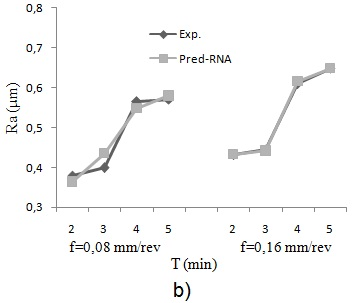 0,8
0,7
0,6
0,5
0,4
0,3
Ra (µm)
Exp.
Pred-RNA
2 3 4 5 2 3 4 5
f=0,08 mm/rev f=0,16 mm/rev
T (min)
b)